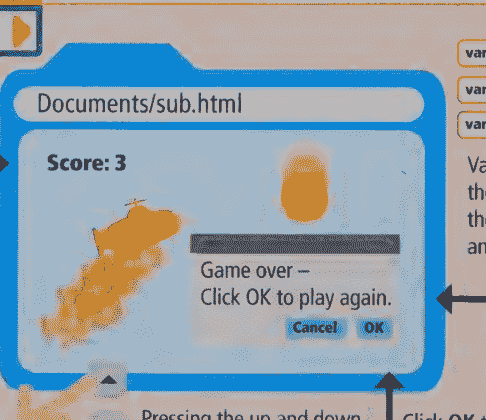 var
Documents/sub.html
var
var
Score: 3
Va
the
the
an
Game over –
Click OK to play again.
Cancel OK
Pressing the up and down
Click OK t